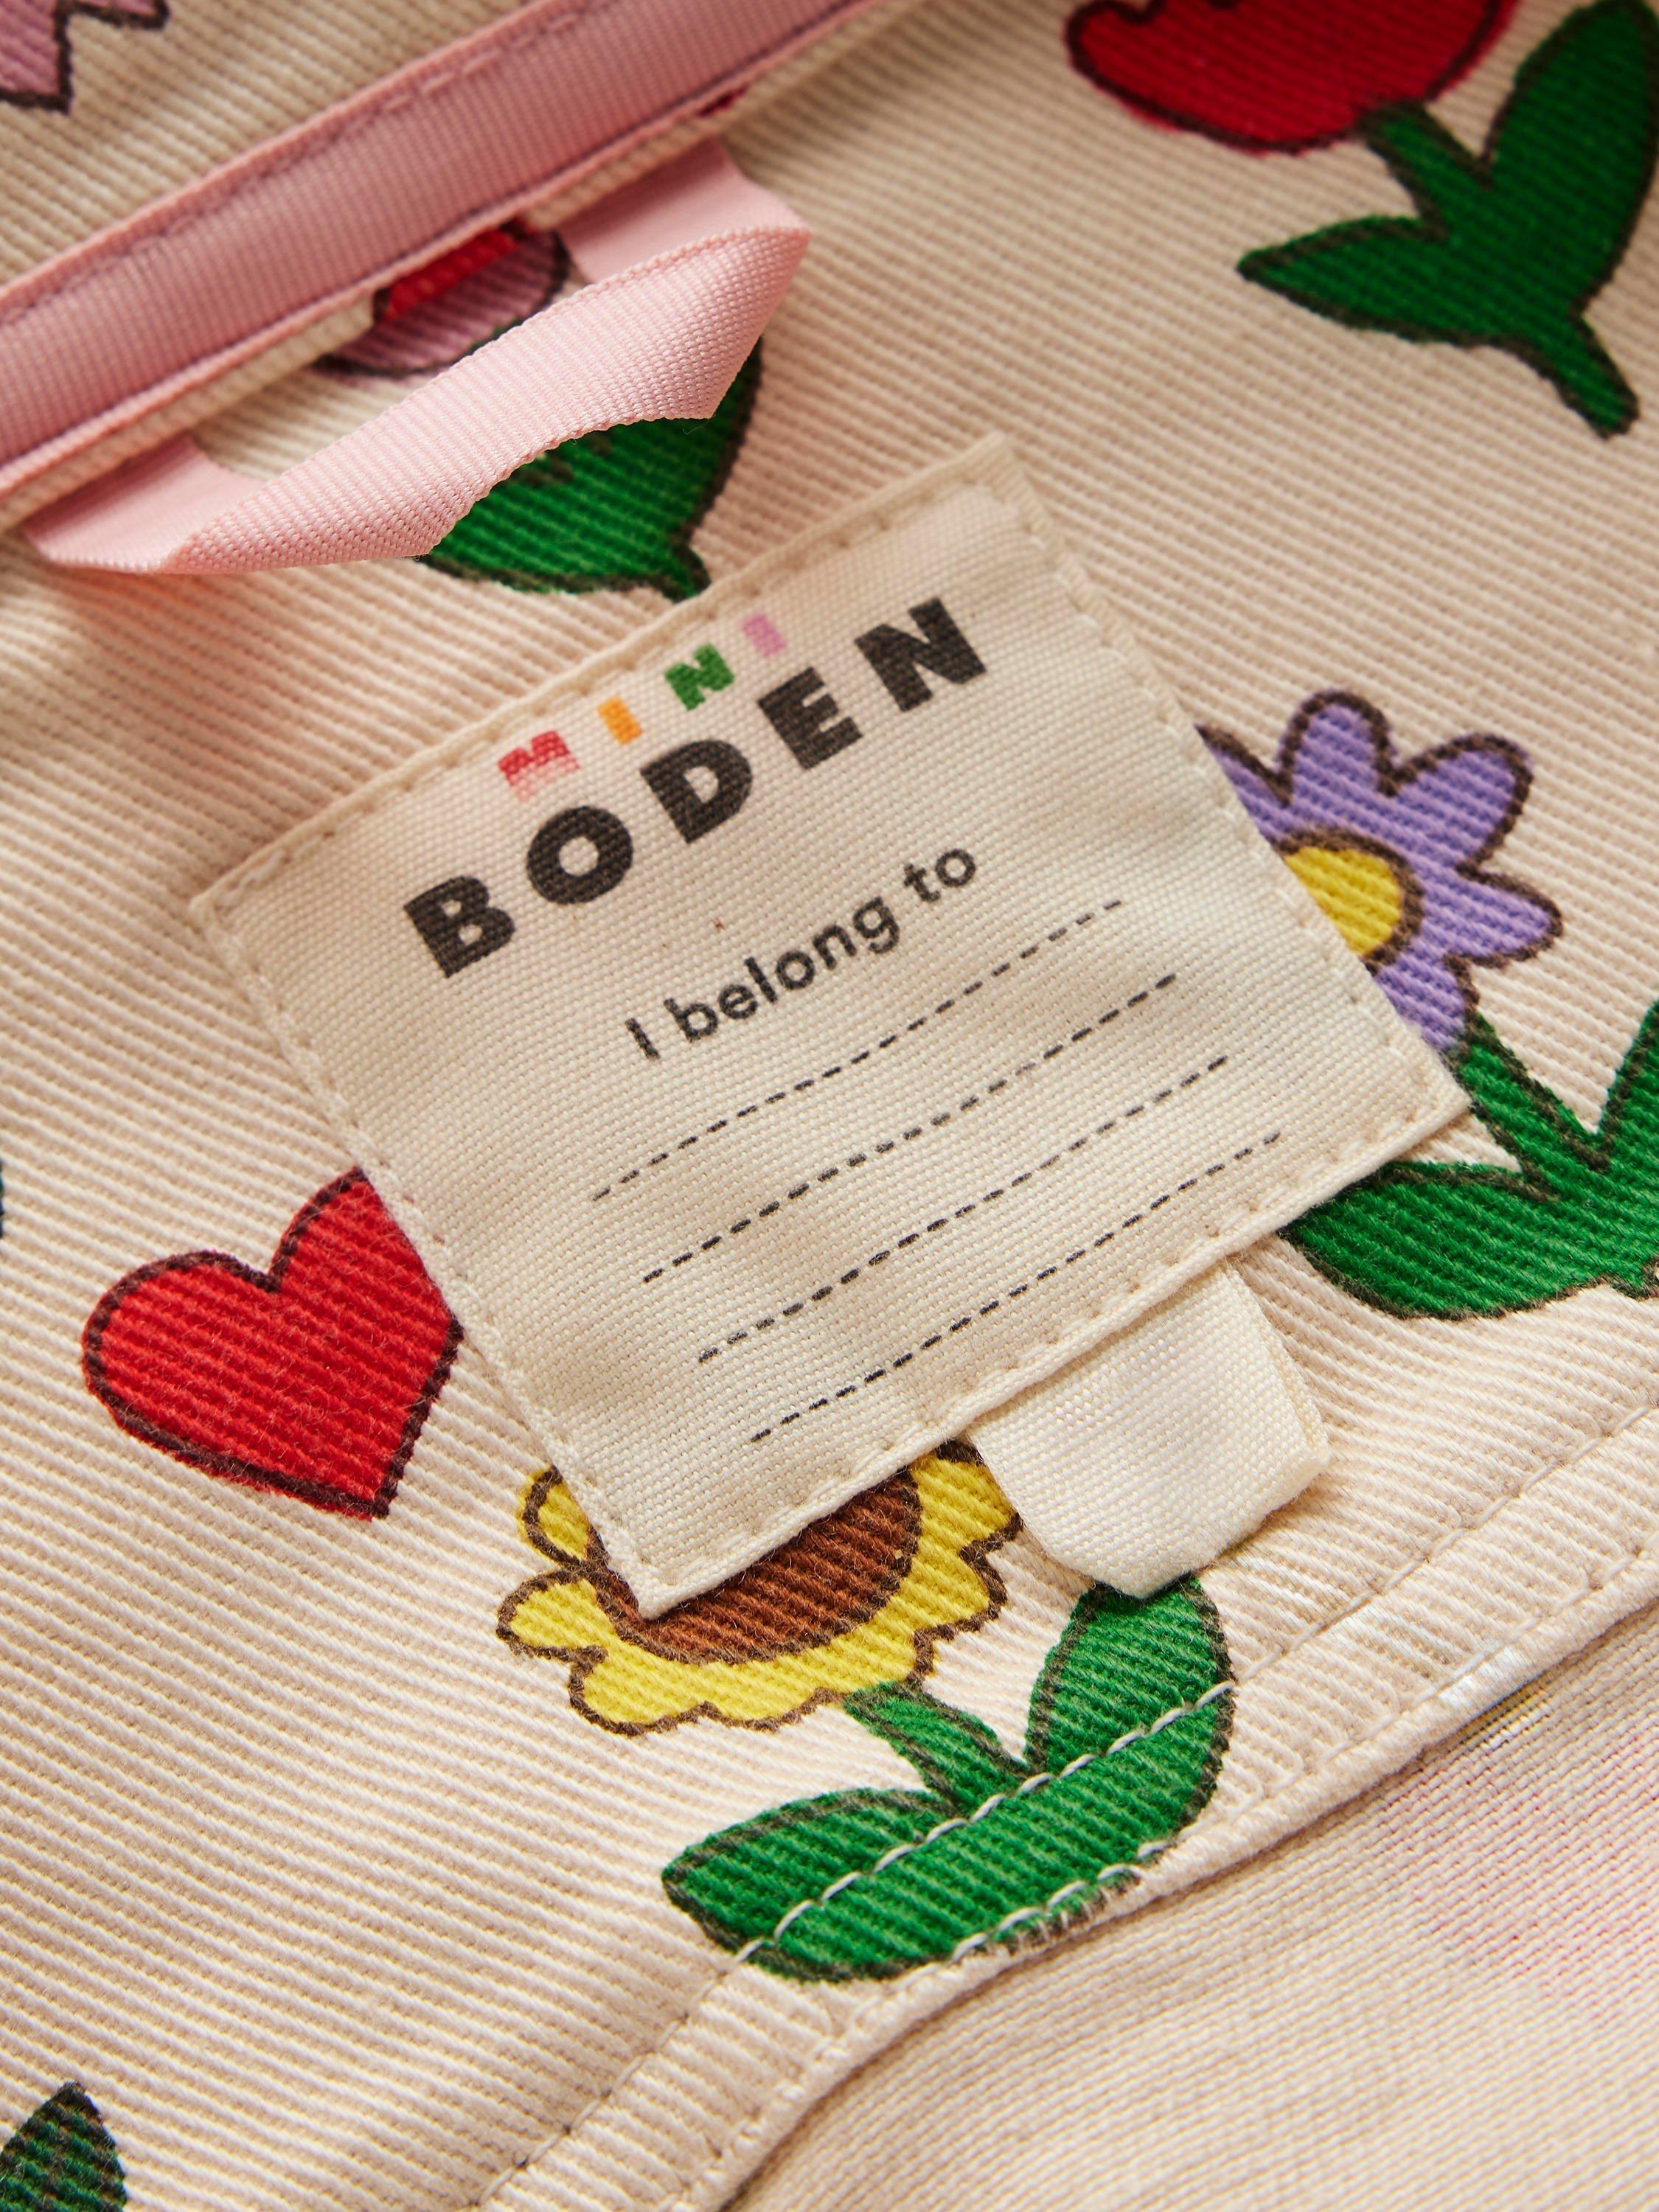 MINI
BODEN
I belong to